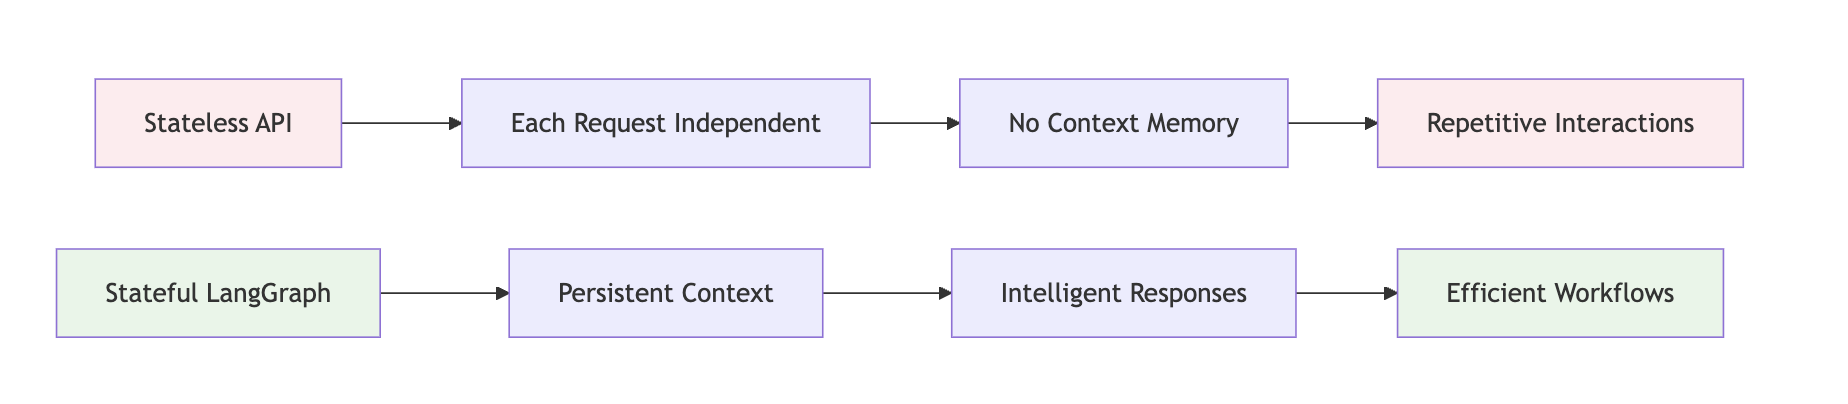 Stateless API
Each Request Independent
No Context Memory
Repetitive Interactions
Stateful LangGraph
Persistent Context
Intelligent Responses
Efficient Workflows